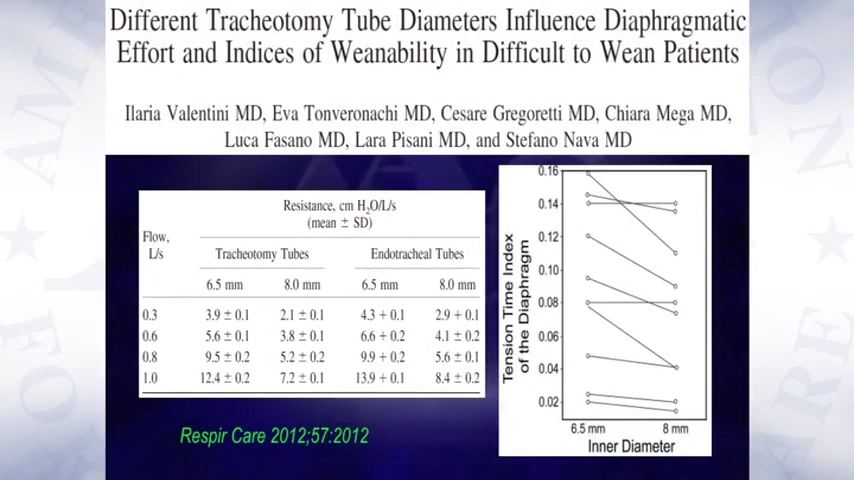 Different Tracheotomy Tube Diameters Influence Diaphragmatic
Effort and Indices of Weanability in Difficult to Wean Patients
Ilaria Valentini MD, Eva Tonveronachi MD, Cesare Gregoretti MD, Chiara Mega MD,
Luca Fasano MD, Lara Pisani MD, and Stefano Nava MD
Resistance, cm H₂O/L/s
(mean ± SD)
Flow,
L/s
Tracheotomy Tubes Endotracheal Tubes
6.5 mm 8.0 mm 6.5 mm 8.0 mm
0.3 3.9 ± 0.1 2.1 ± 0.1 4.3 + 0.1 2.9 + 0.1
0.6 5.6 ± 0.1 3.8 ± 0.1 6.6 + 0.2 4.1 ± 0.2
0.8 9.5 ± 0.2 5.2 ± 0.2 9.9 + 0.2 5.6 ± 0.1
1.0 12.4 ± 0.2 7.2 ± 0.1 13.9 + 0.1 8.4 ± 0.2
Respir Care 2012;57:2012
Tension Time Index
of the Diaphragm
0.16
0.14
0.12
0.10
0.08
0.04
0.02
6.5 mm 8 mm
Inner Diameter